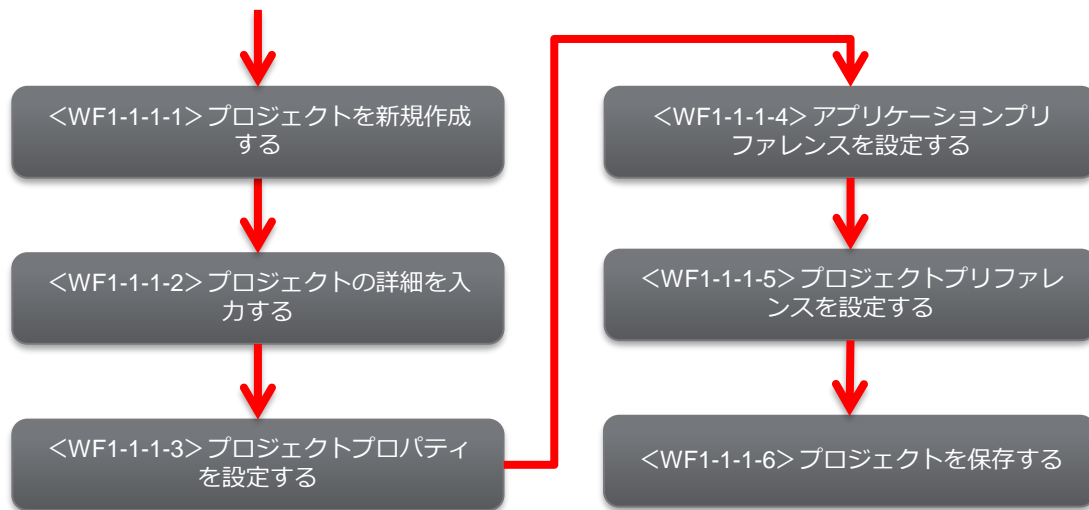 ＜WF1-1-1-1＞プロジェクトを新規作成
する
＜WF1-1-1-2＞プロジェクトの詳細を入
力する
＜WF1-1-1-3＞プロジェクトプロパティ
を設定する
＜WF1-1-1-4＞アプリケーションプリ
ファレンスを設定する
＜WF1-1-1-5＞プロジェクトプリファレ
ンスを設定する
＜WF1-1-1-6＞プロジェクトを保存する